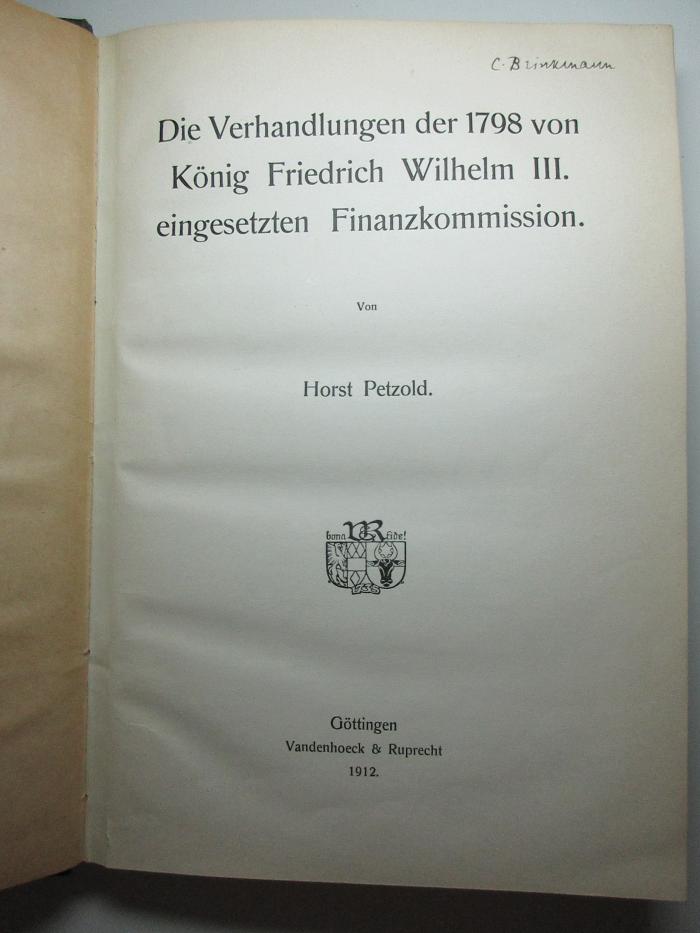 C. Brinkmann
Die Verhandlungen der 1798 von
König Friedrich Wilhelm III.
eingesetzten Finanzkommission.
Von
Horst Petzold.
bona VR fide!
Göttingen
Vandenhoeck & Ruprecht
1912.